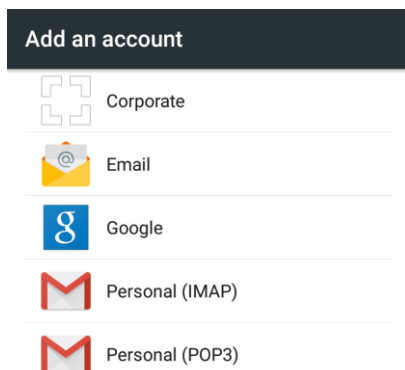 Add an account
Corporate
@
Email
g
Google
Personal (IMAP)
Personal (POP3)